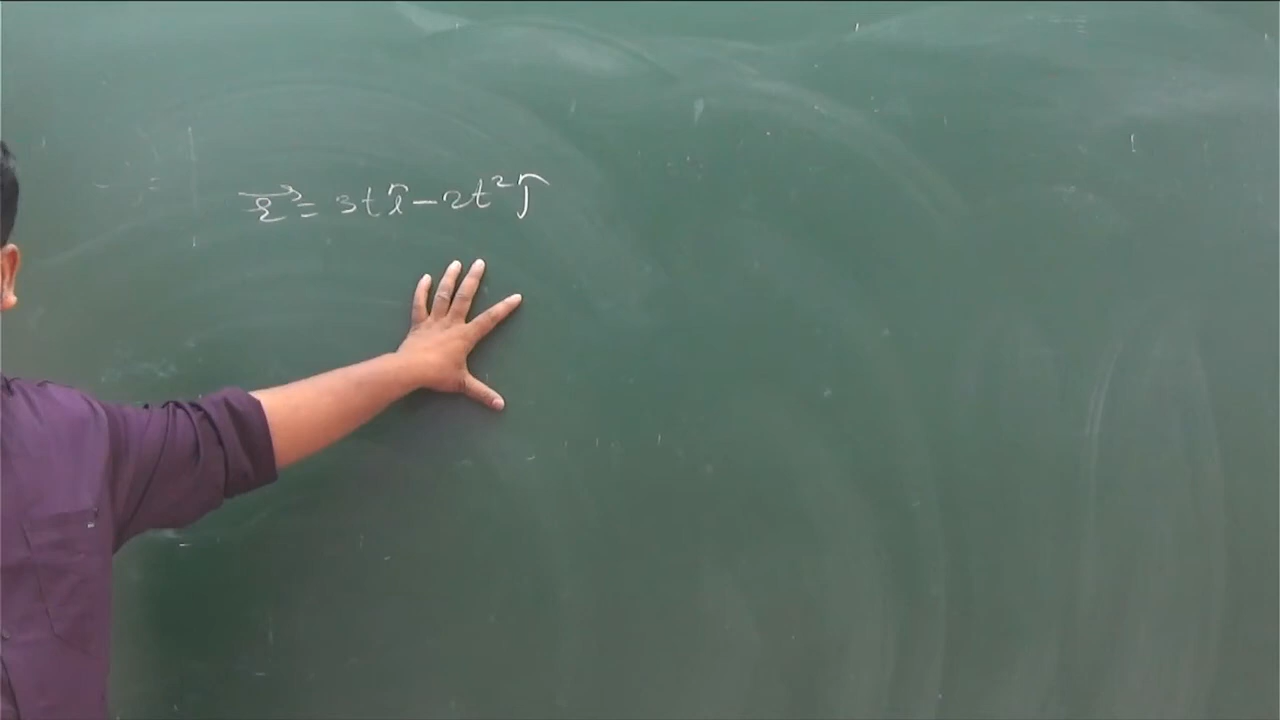 r⃗ = 3t î − 2t² ĵ